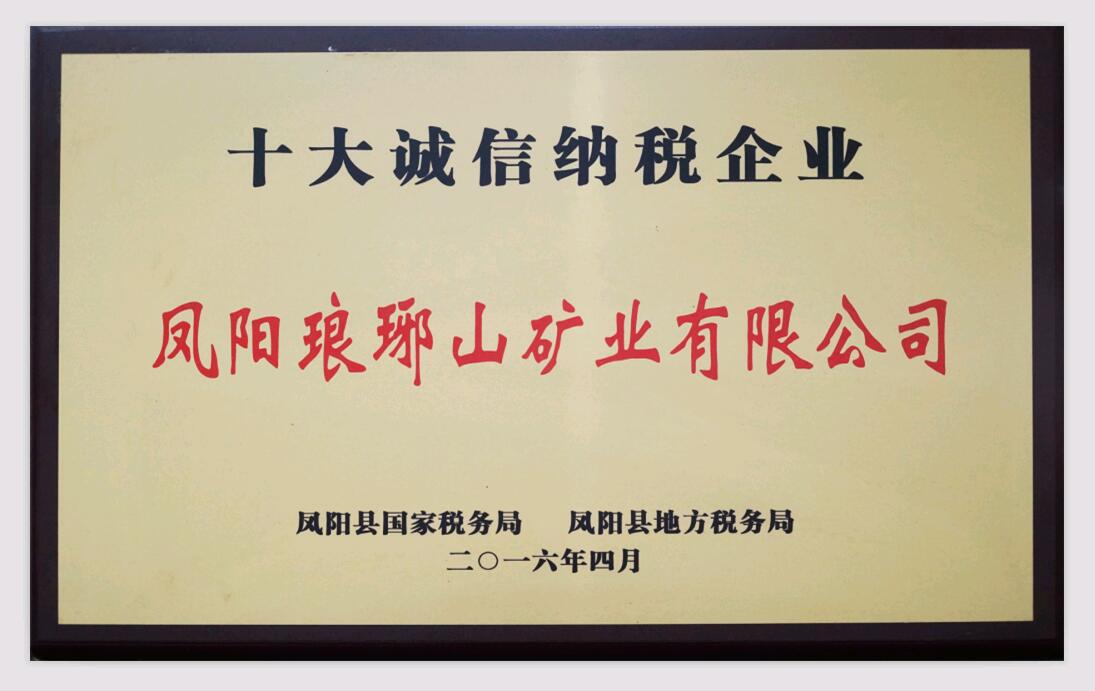 十大诚信纳税企业
凤阳琅琊山矿业有限公司
凤阳县国家税务局 凤阳县地方税务局
二〇一六年四月